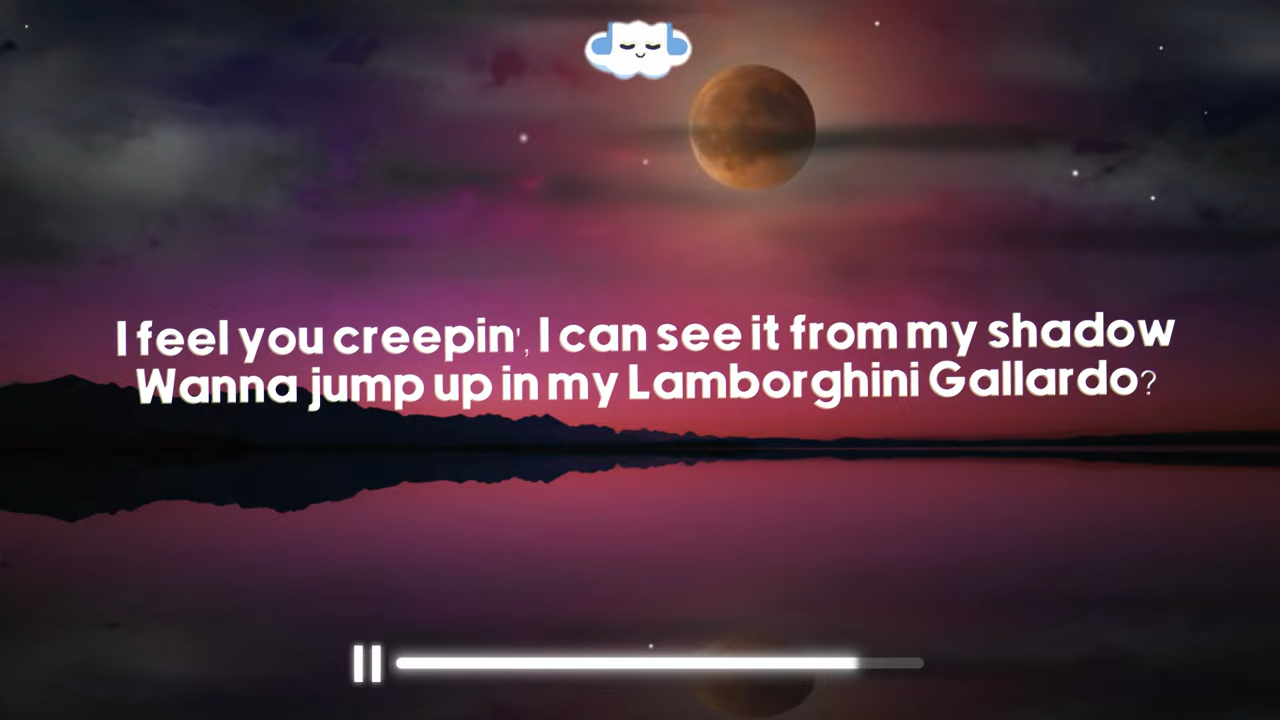 I feel you creepin', I can see it from my shadow
Wanna jump up in my Lamborghini Gallardo?